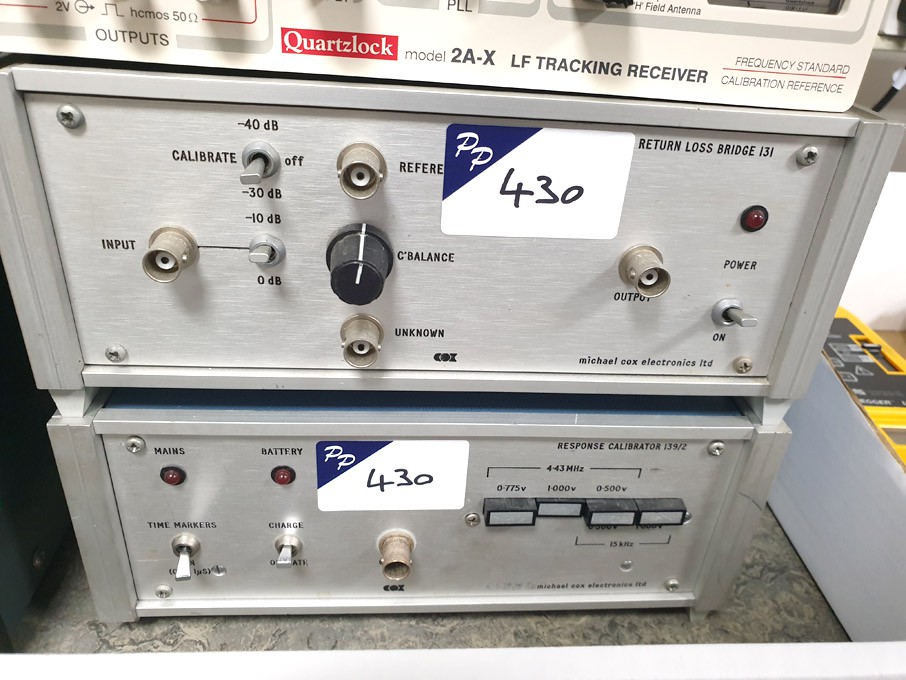 2V hcmos 50Ω
OUTPUTS
PLL
H' Field Antenna
Quartzlock model 2A-X LF TRACKING RECEIVER
FREQUENCY STANDARD
CALIBRATION REFERENCE
-40 dB
CALIBRATE off
-30 dB
REFERE
PP
430
RETURN LOSS BRIDGE 131
-10 dB
INPUT
0 dB
C'BALANCE
OUTPUT
POWER
ON
UNKNOWN
COX
michael cox electronics ltd
MAINS
BATTERY
PP
430
RESPONSE CALIBRATOR 139/2
4·43 MHz
0·775v 1·000v 0·500v
TIME MARKERS
CHARGE
15 kHz
COX
michael cox electronics ltd